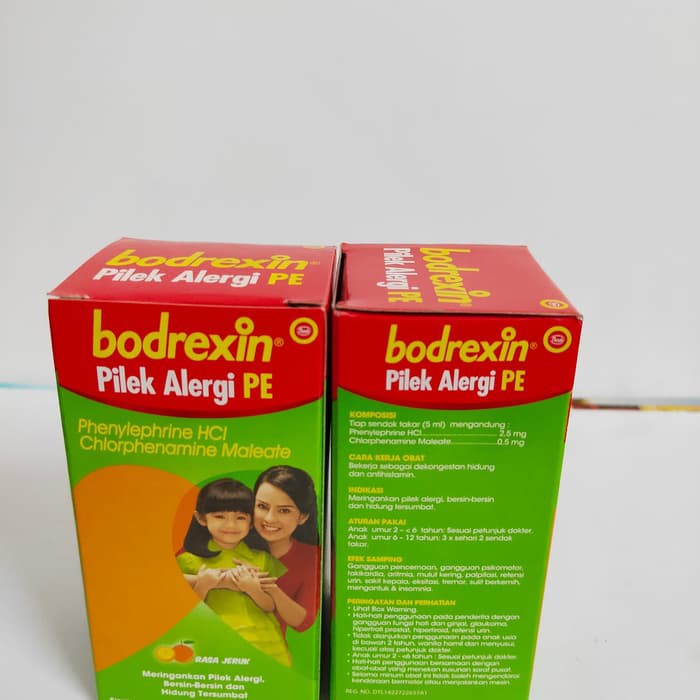 bodrexin®
Pilek Alergi PE
bodrexin®
Pilek Alergi PE
Phenylephrine HCl
Chlorphenamine Maleate
RASA JERUK
Meringankan Pilek Alergi,
Bersin-Bersin dan
Hidung Tersumbat
bodrexin®
Pilek Alergi PE
bodrexin®
Pilek Alergi PE
KOMPOSISI
Tiap sendok takar (5 ml) mengandung :
Phenylephrine HCl 2,5 mg
Chlorphenamine Maleate 0,5 mg
CARA KERJA OBAT
Bekerja sebagai dekongestan hidung
dan antihistamin.
INDIKASI
Meringankan pilek alergi, bersin-bersin
dan hidung tersumbat.
ATURAN PAKAI
Anak umur 2 - < 6 tahun: Sesuai petunjuk dokter.
Anak umur 6 - 12 tahun: 3 x sehari 2 sendok
takar.
EFEK SAMPING
Gangguan pencernaan, gangguan psikomotor,
takikardia, aritmia, mulut kering, palpitasi, retensi
urin, sakit kepala, eksitasi, tremor, sulit berkemih,
mengantuk & insomnia.
PERINGATAN DAN PERHATIAN
• Lihat Box Warning.
• Hati-hati penggunaan pada penderita dengan
gangguan fungsi hati dan ginjal, glaukoma,
hipertrofi prostat, hipertiroid, retensi urin.
• Tidak dianjurkan penggunaan pada anak usia
di bawah 2 tahun, wanita hamil dan menyusui,
kecuali atas petunjuk dokter.
• Anak umur 2 - <6 tahun : Sesuai petunjuk dokter.
• Hati-hati penggunaan bersamaan dengan
obat-obat yang menekan susunan saraf pusat.
• Selama minum obat ini tidak boleh mengendarai
kendaraan bermotor atau menjalankan mesin.
REG. NO. DTL1422722637A1